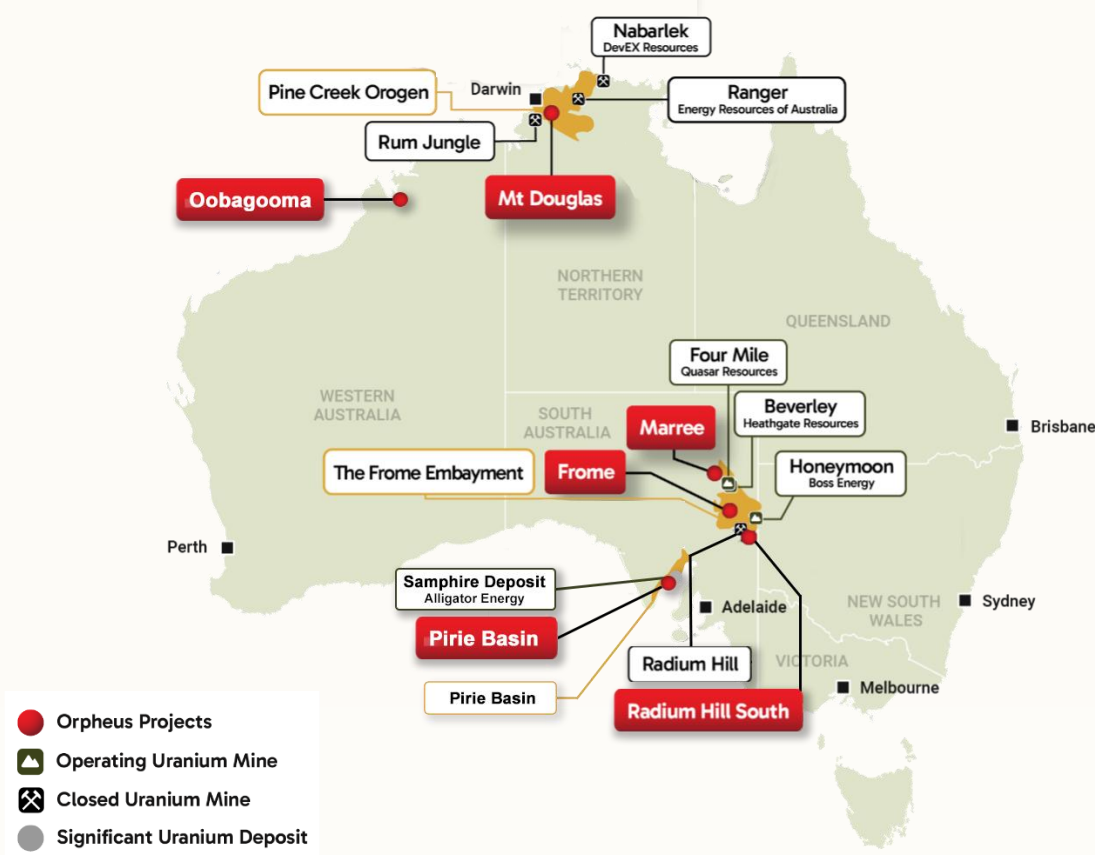 Nabarlek
DevEX Resources
Pine Creek Orogen
Darwin
Ranger
Energy Resources of Australia
Rum Jungle
Oobagooma
Mt Douglas
NORTHERN
TERRITORY
QUEENSLAND
Four Mile
Quasar Resources
WESTERN
AUSTRALIA
SOUTH
AUSTRALIA
Marree
Beverley
Heathgate Resources
Brisbane
The Frome Embayment
Frome
Honeymoon
Boss Energy
Perth
Samphire Deposit
Alligator Energy
Adelaide
NEW SOUTH
WALES
Sydney
Pirie Basin
Radium Hill
VICTORIA
Pirie Basin
Radium Hill South
Melbourne
Orpheus Projects
Operating Uranium Mine
Closed Uranium Mine
Significant Uranium Deposit